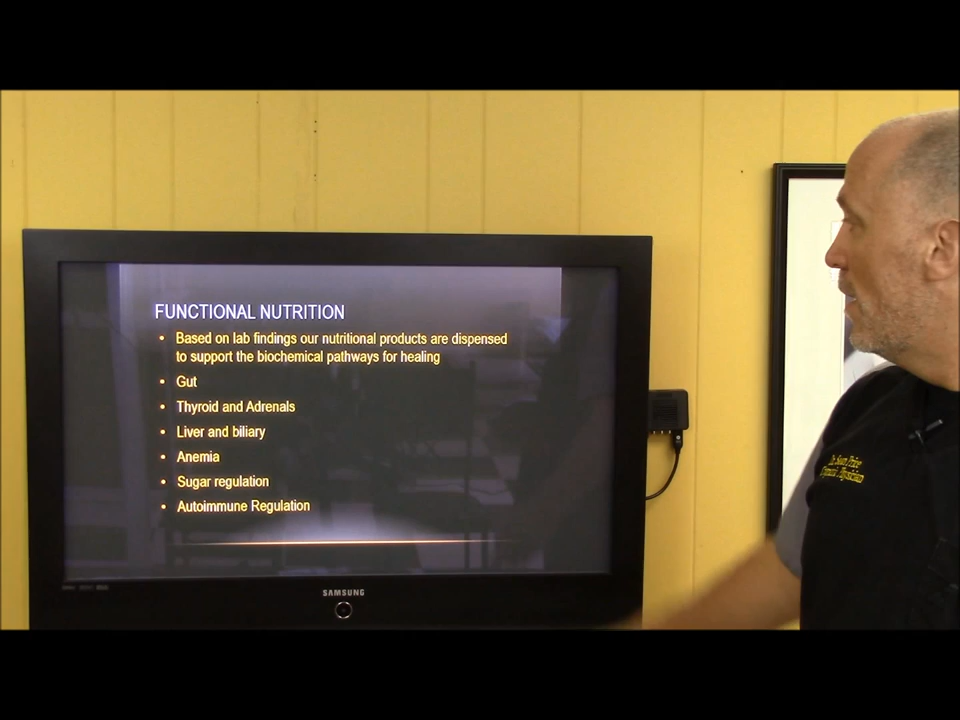 FUNCTIONAL NUTRITION
• Based on lab findings our nutritional products are dispensed
to support the biochemical pathways for healing
• Gut
• Thyroid and Adrenals
• Liver and biliary
• Anemia
• Sugar regulation
• Autoimmune Regulation
SAMSUNG
Physician